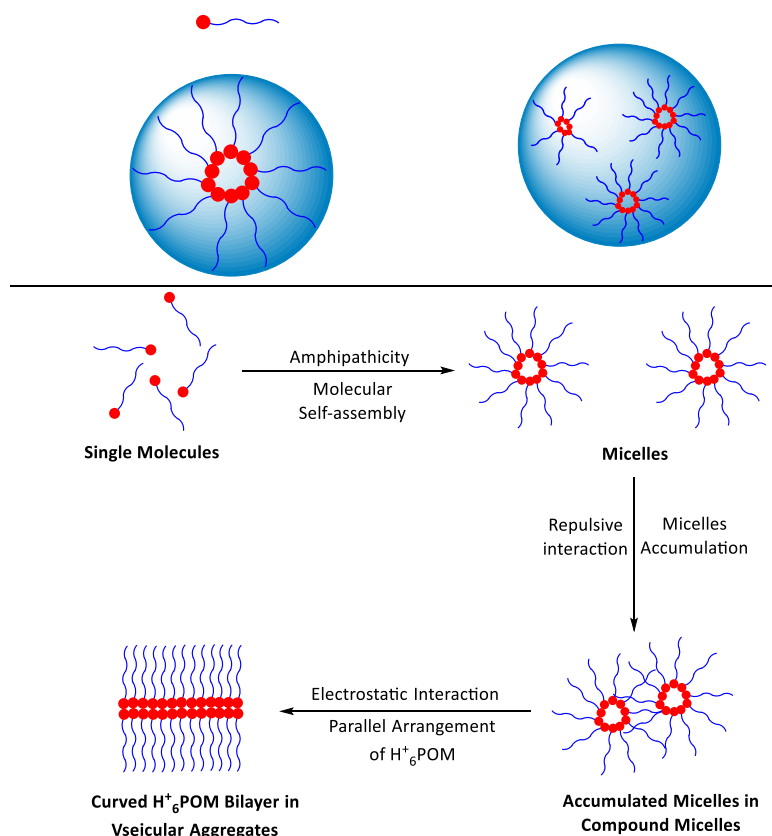 Amphipathicity
Molecular
Self-assembly
Single Molecules
Micelles
Repulsive
interaction
Micelles
Accumulation
Electrostatic Interaction
Parallel Arrangement
of H⁺₆POM
Curved H⁺₆POM Bilayer in
Vseicular Aggregates
Accumulated Micelles in
Compound Micelles